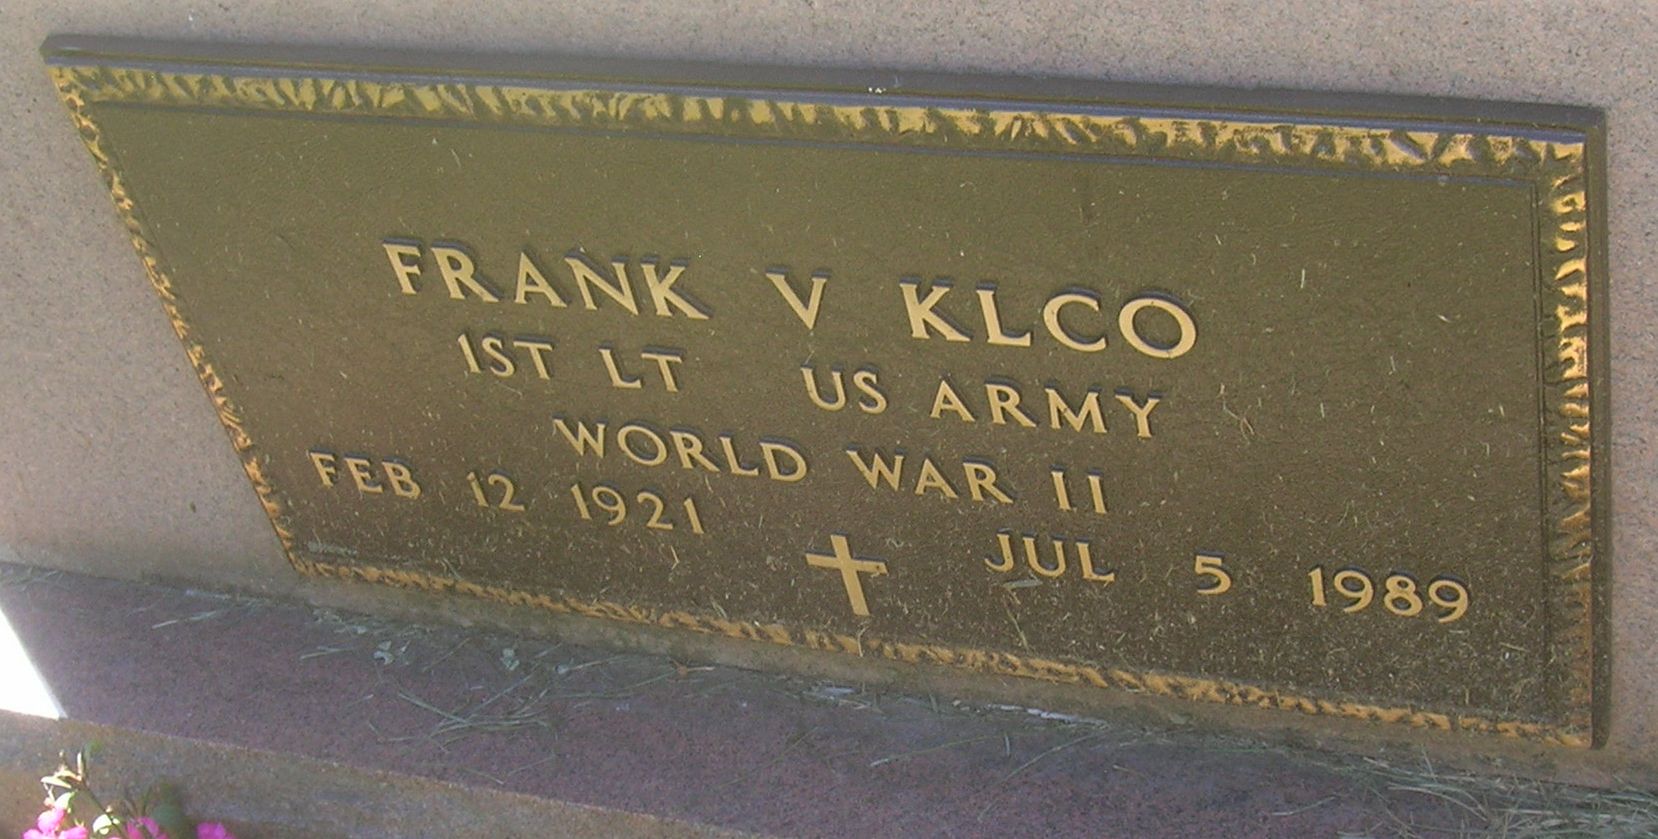 FRANK V KLCO
1ST LT US ARMY
WORLD WAR II
FEB 12 1921 JUL 5 1989